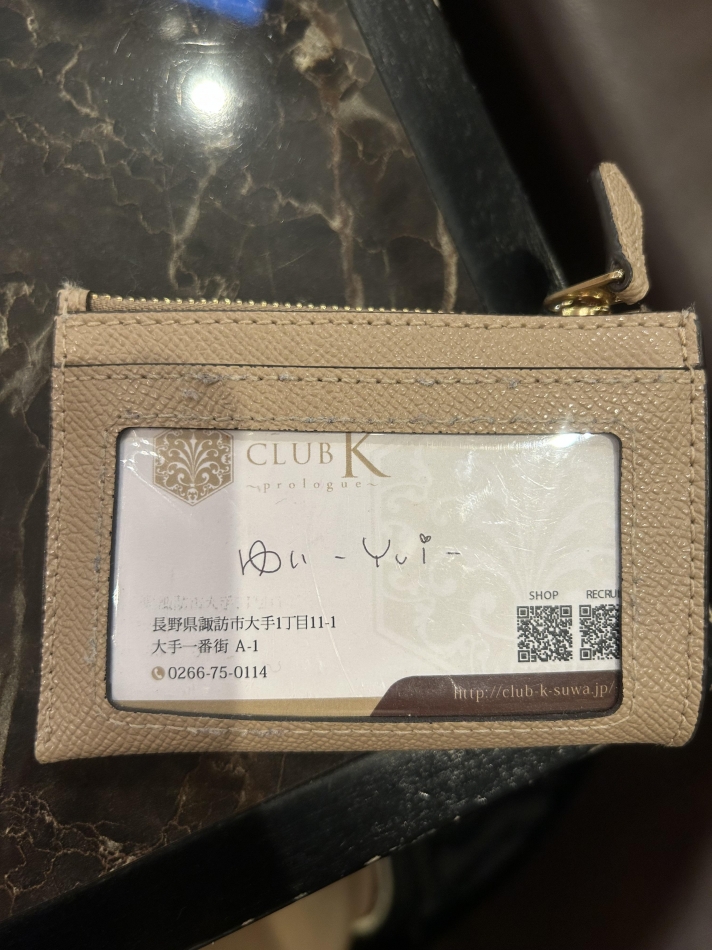 CLUB K
~prologue~
ゆい - Yui -
長野県諏訪市大手1丁目11-1
大手一番街 A-1
0266-75-0114
SHOP
http://club-k-suwa.jp/